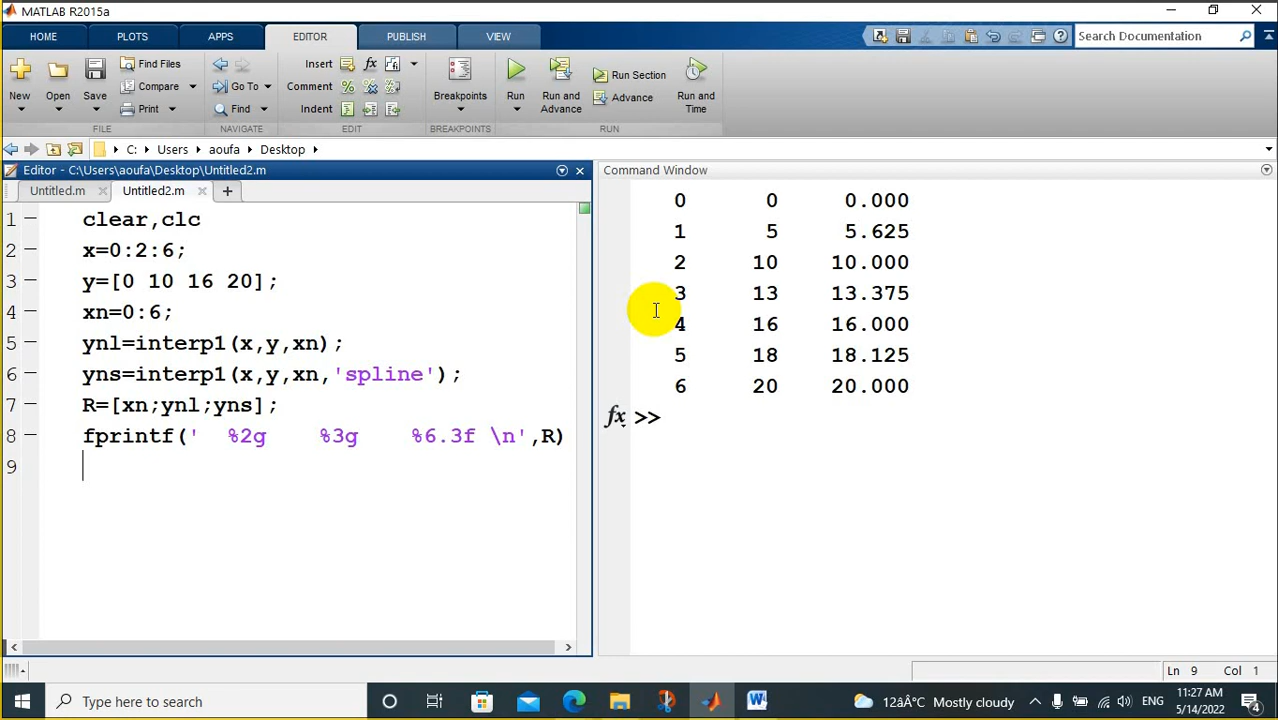 MATLAB R2015a
HOME PLOTS APPS EDITOR PUBLISH VIEW Search Documentation
New Open Save Find Files Compare Print
FILE
Go To Find
NAVIGATE
Insert fx
Comment
Indent
EDIT
Breakpoints
BREAKPOINTS
Run Run and Advance Run Section Advance Run and Time
RUN
C: Users aoufa Desktop
Editor - C:\Users\aoufa\Desktop\Untitled2.m
Untitled.m Untitled2.m
1 clear,clc
2 x=0:2:6;
3 y=[0 10 16 20];
4 xn=0:6;
5 ynl=interp1(x,y,xn);
6 yns=interp1(x,y,xn,'spline');
7 R=[xn;ynl;yns];
8 fprintf('  %2g    %3g    %6.3f \n',R)
9
Command Window
0 0 0.000
1 5 5.625
2 10 10.000
3 13 13.375
4 16 16.000
5 18 18.125
6 20 20.000
fx >>
Ln 9 Col 1
Type here to search
12°C Mostly cloudy ENG
11:27 AM
5/14/2022
4